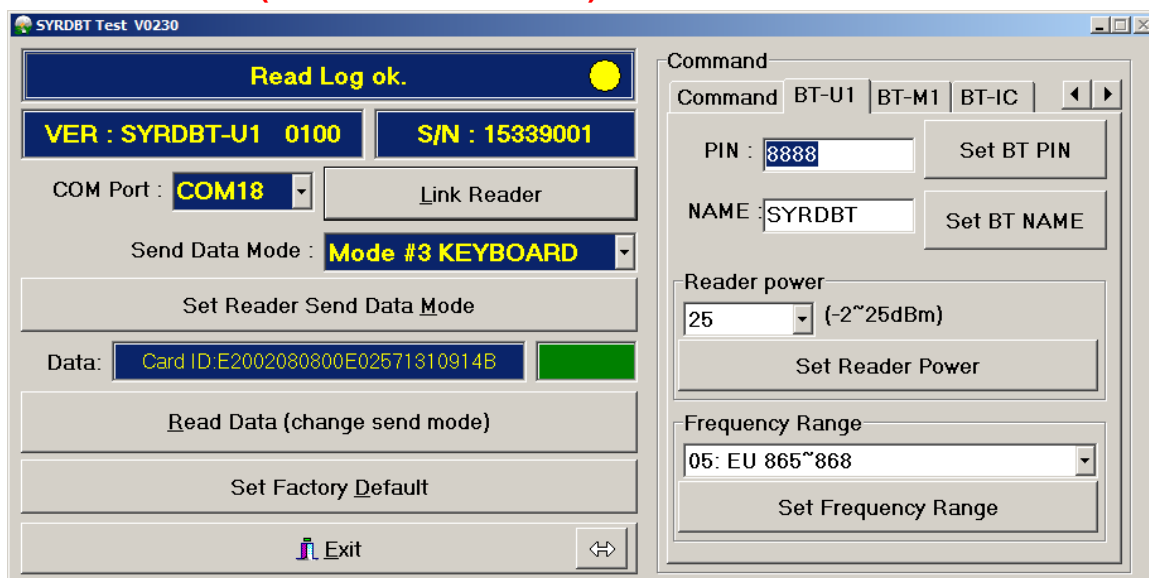 SYRDBT Test V0230
Read Log ok.
VER : SYRDBT-U1 0100
S/N : 15339001
COM Port : COM18
Link Reader
Send Data Mode : Mode #3 KEYBOARD
Set Reader Send Data Mode
Data: Card ID:E2002080800E02571310914B
Read Data (change send mode)
Set Factory Default
Exit
Command
Command BT-U1 BT-M1 BT-IC
PIN : 8888
Set BT PIN
NAME : SYRDBT
Set BT NAME
Reader power
25 (-2~25dBm)
Set Reader Power
Frequency Range
05: EU 865~868
Set Frequency Range